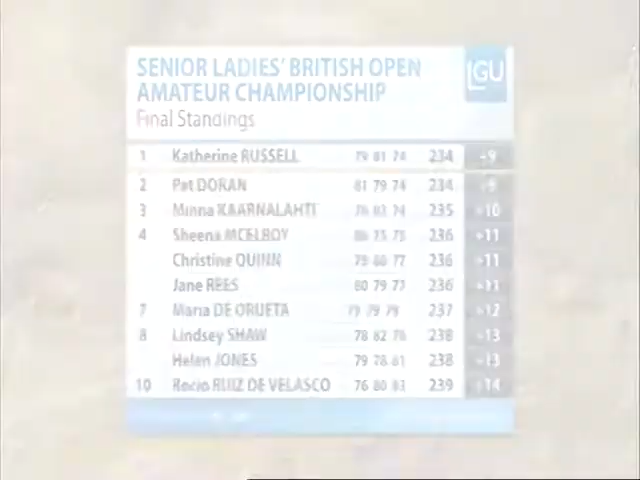 SENIOR LADIES' BRITISH OPEN
AMATEUR CHAMPIONSHIP
LGU
Final Standings
1 Katherine RUSSELL 79 81 74 234 +9
2 Pat DORAN 81 79 74 234 +9
3 Minna KAARNALAHTI 74 235 +10
4 Sheena MCELROY 75 236 +11
Christine QUINN 79 80 77 236 +11
Jane REES 80 79 77 236 +11
7 Maria DE ORUETA 79 79 79 237 +12
8 Lindsey SHAW 78 82 78 238 +13
Helen JONES 79 78 81 238 +13
10 Rocio RUIZ DE VELASCO 76 80 83 239 +14